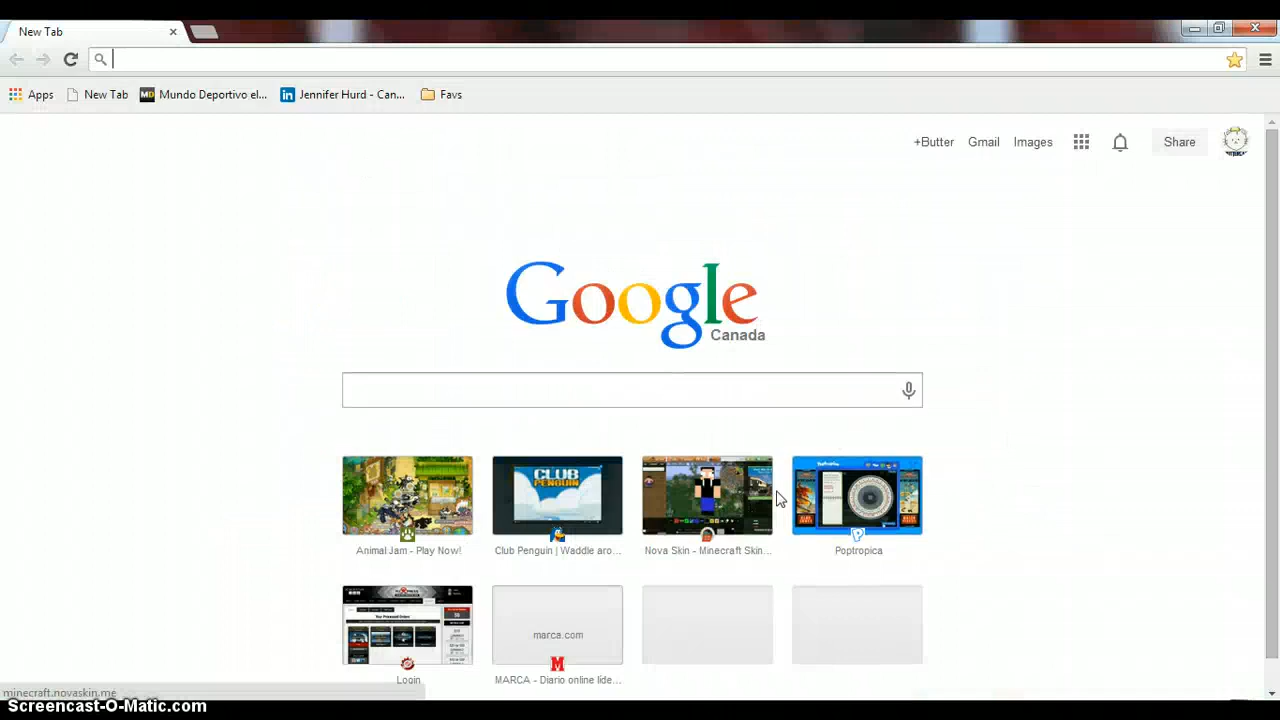 New Tab
Apps New Tab Mundo Deportivo el... Jennifer Hurd - Can... Favs
+Butter Gmail Images Share
Google
Canada
CLUB PENGUIN
Animal Jam - Play Now! Club Penguin | Waddle aro... Nova Skin - Minecraft Skin... Poptropica
marca.com
Login MARCA - Diario online lide...
minecraft.novaskin.me
Screencast-O-Matic.com